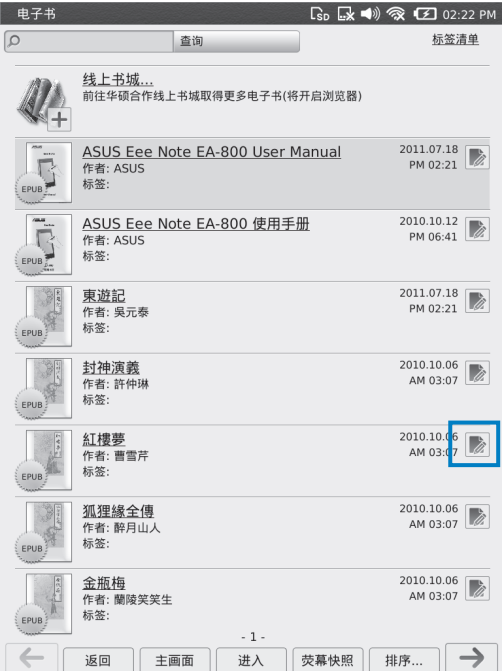 电子书 02:22 PM
查询 标签清单
线上书城...
前往华硕合作线上书城取得更多电子书(将开启浏览器)
ASUS Eee Note EA-800 User Manual 2011.07.18
作者: ASUS PM 02:21
标签:
EPUB
ASUS Eee Note EA-800 使用手册 2010.10.12
作者: ASUS PM 06:41
标签:
EPUB
東遊記 2011.07.18
作者: 吳元泰 PM 02:21
标签:
EPUB
封神演義 2010.10.06
作者: 許仲琳 AM 03:07
标签:
EPUB
紅樓夢 2010.10.06
作者: 曹雪芹 AM 03:07
标签:
EPUB
狐狸緣全傳 2010.10.06
作者: 醉月山人 AM 03:07
标签:
EPUB
金瓶梅 2010.10.06
作者: 蘭陵笑笑生 AM 03:07
标签:
EPUB
- 1 -
返回 主画面 进入 荧幕快照 排序...